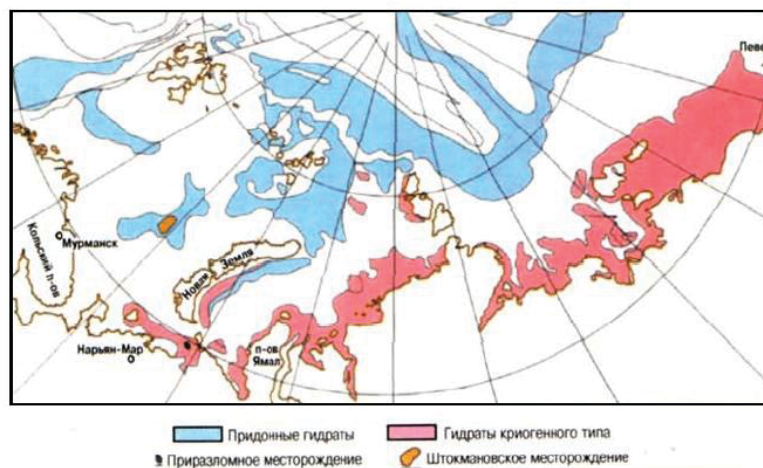 Певе
Кольский п-ов
Мурманск
Новая Земля
Нарьян-Мар
п-ов
Ямал
Придонные гидраты
Гидраты криогенного типа
Приразломное месторождение
Штокмановское месторождение